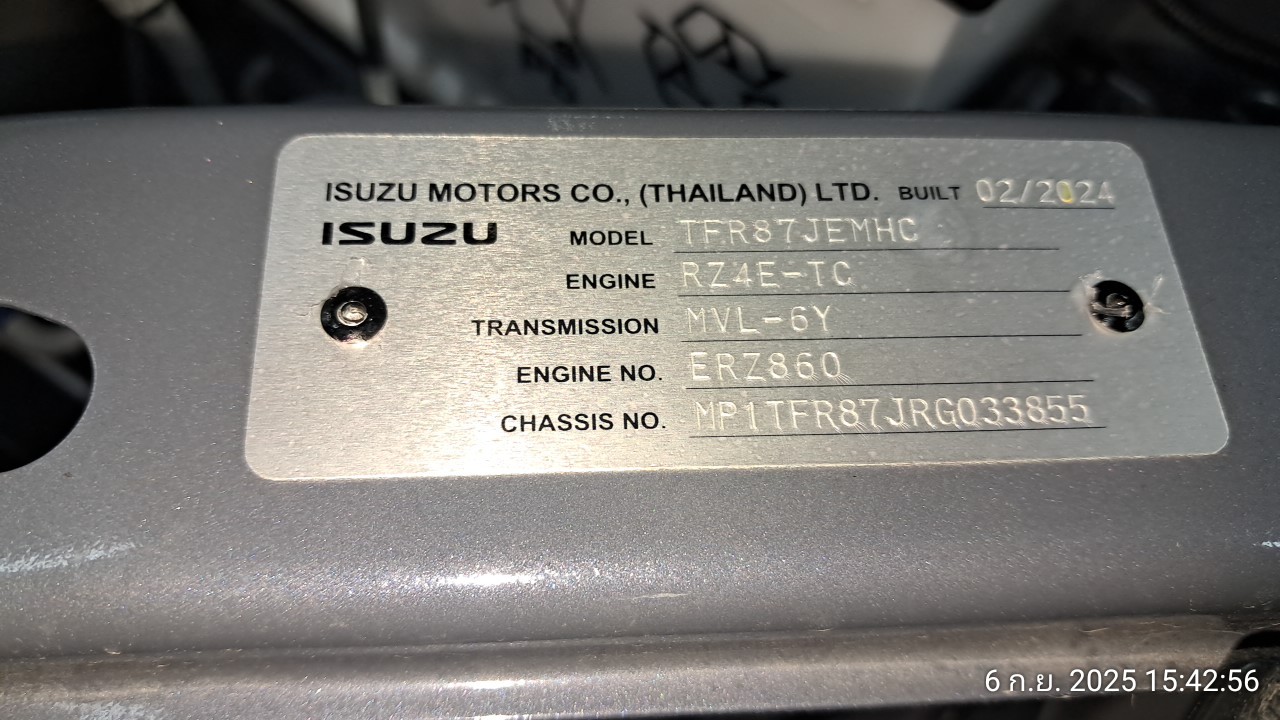 ISUZU MOTORS CO., (THAILAND) LTD. BUILT 02/2024
ISUZU MODEL TFR87JEMHC
ENGINE RZ4E-TC
TRANSMISSION MVL-6Y
ENGINE NO. ERZ860
CHASSIS NO. MP1TFR87JRG033855
6 ก.ย. 2025 15:42:56